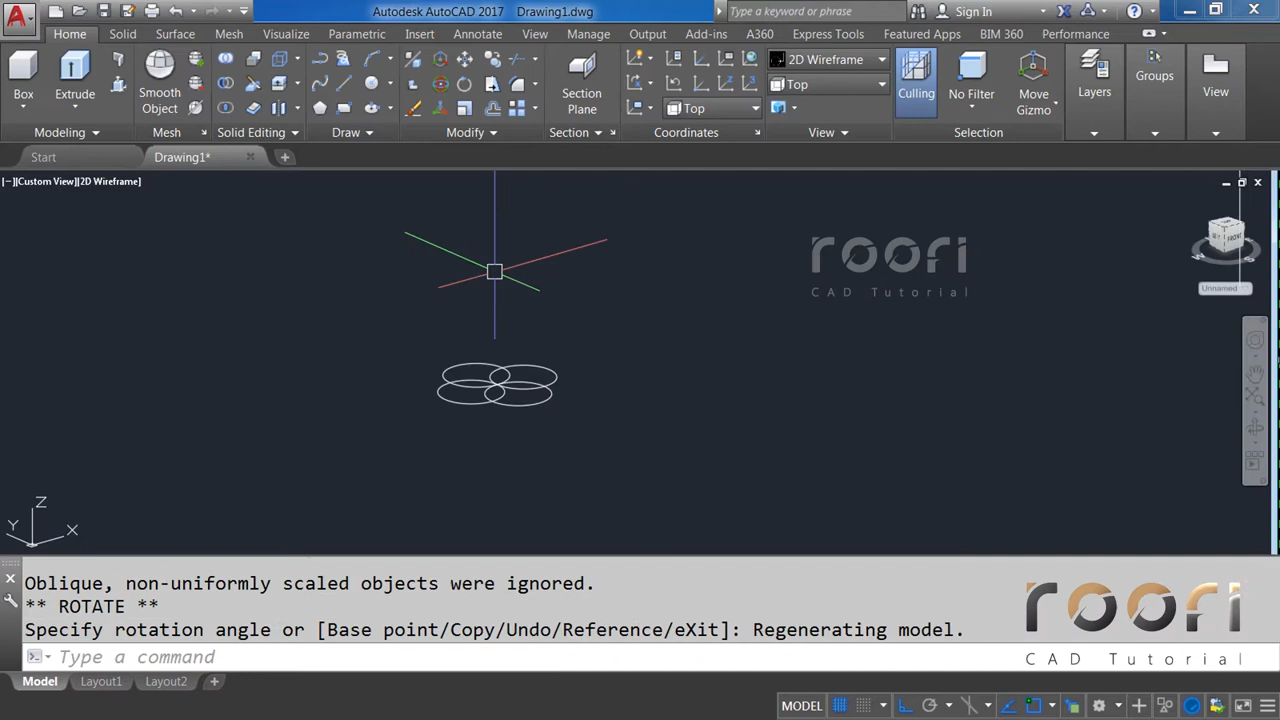 Autodesk AutoCAD 2017 Drawing1.dwg
Type a keyword or phrase
Sign In
Home Solid Surface Mesh Visualize Parametric Insert Annotate View Manage Output Add-ins A360 Express Tools Featured Apps BIM 360 Performance
Box
Extrude
Smooth Object
Section Plane
2D Wireframe
Top
Top
Culling
No Filter
Move Gizmo
Layers
Groups
View
Modeling
Mesh
Solid Editing
Draw
Modify
Section
Coordinates
View
Selection
Start
Drawing1*
[−][Custom View][2D Wireframe]
roori
CAD Tutorial
FRONT
Unnamed
Z
Y
X
Oblique, non-uniformly scaled objects were ignored.
** ROTATE **
Specify rotation angle or [Base point/Copy/Undo/Reference/eXit]: Regenerating model.
Type a command
roori
CAD Tutorial
Model Layout1 Layout2
MODEL